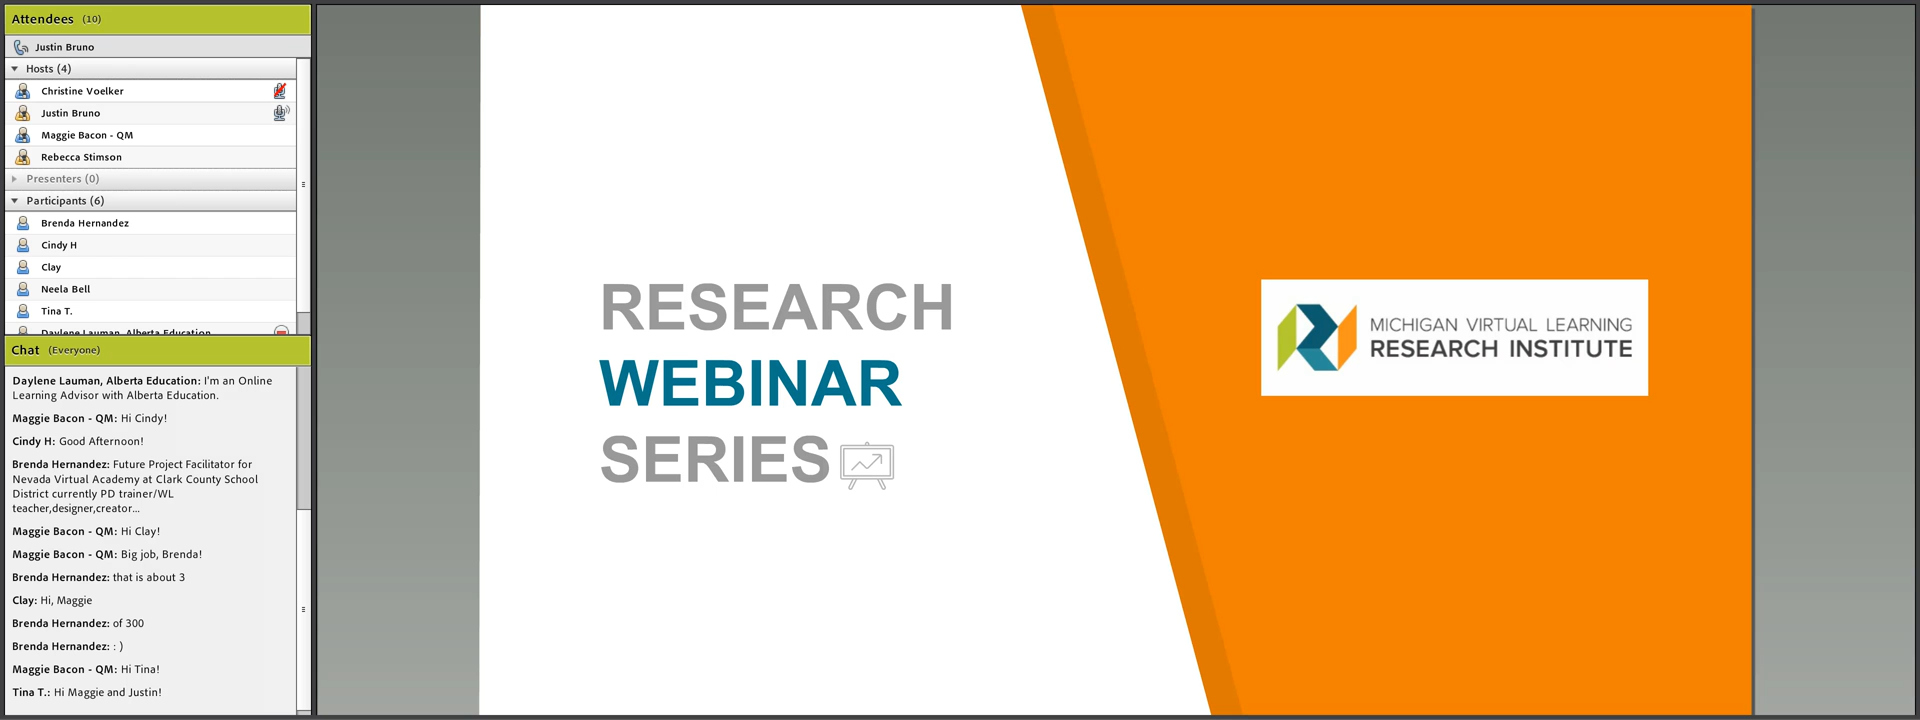 Attendees (10)
Justin Bruno
Hosts (4)
Christine Voelker
Justin Bruno
Maggie Bacon - QM
Rebecca Stimson
Presenters (0)
Participants (6)
Brenda Hernandez
Cindy H
Clay
Neela Bell
Tina T.
Daylene Lauman, Alberta Education
Chat (Everyone)
Daylene Lauman, Alberta Education: I'm an Online
Learning Advisor with Alberta Education.
Maggie Bacon - QM: Hi Cindy!
Cindy H: Good Afternoon!
Brenda Hernandez: Future Project Facilitator for
Nevada Virtual Academy at Clark County School
District currently PD trainer/WL
teacher,designer,creator...
Maggie Bacon - QM: Hi Clay!
Maggie Bacon - QM: Big job, Brenda!
Brenda Hernandez: that is about 3
Clay: Hi, Maggie
Brenda Hernandez: of 300
Brenda Hernandez: : )
Maggie Bacon - QM: Hi Tina!
Tina T.: Hi Maggie and Justin!
RESEARCH
WEBINAR
SERIES
MICHIGAN VIRTUAL LEARNING
RESEARCH INSTITUTE